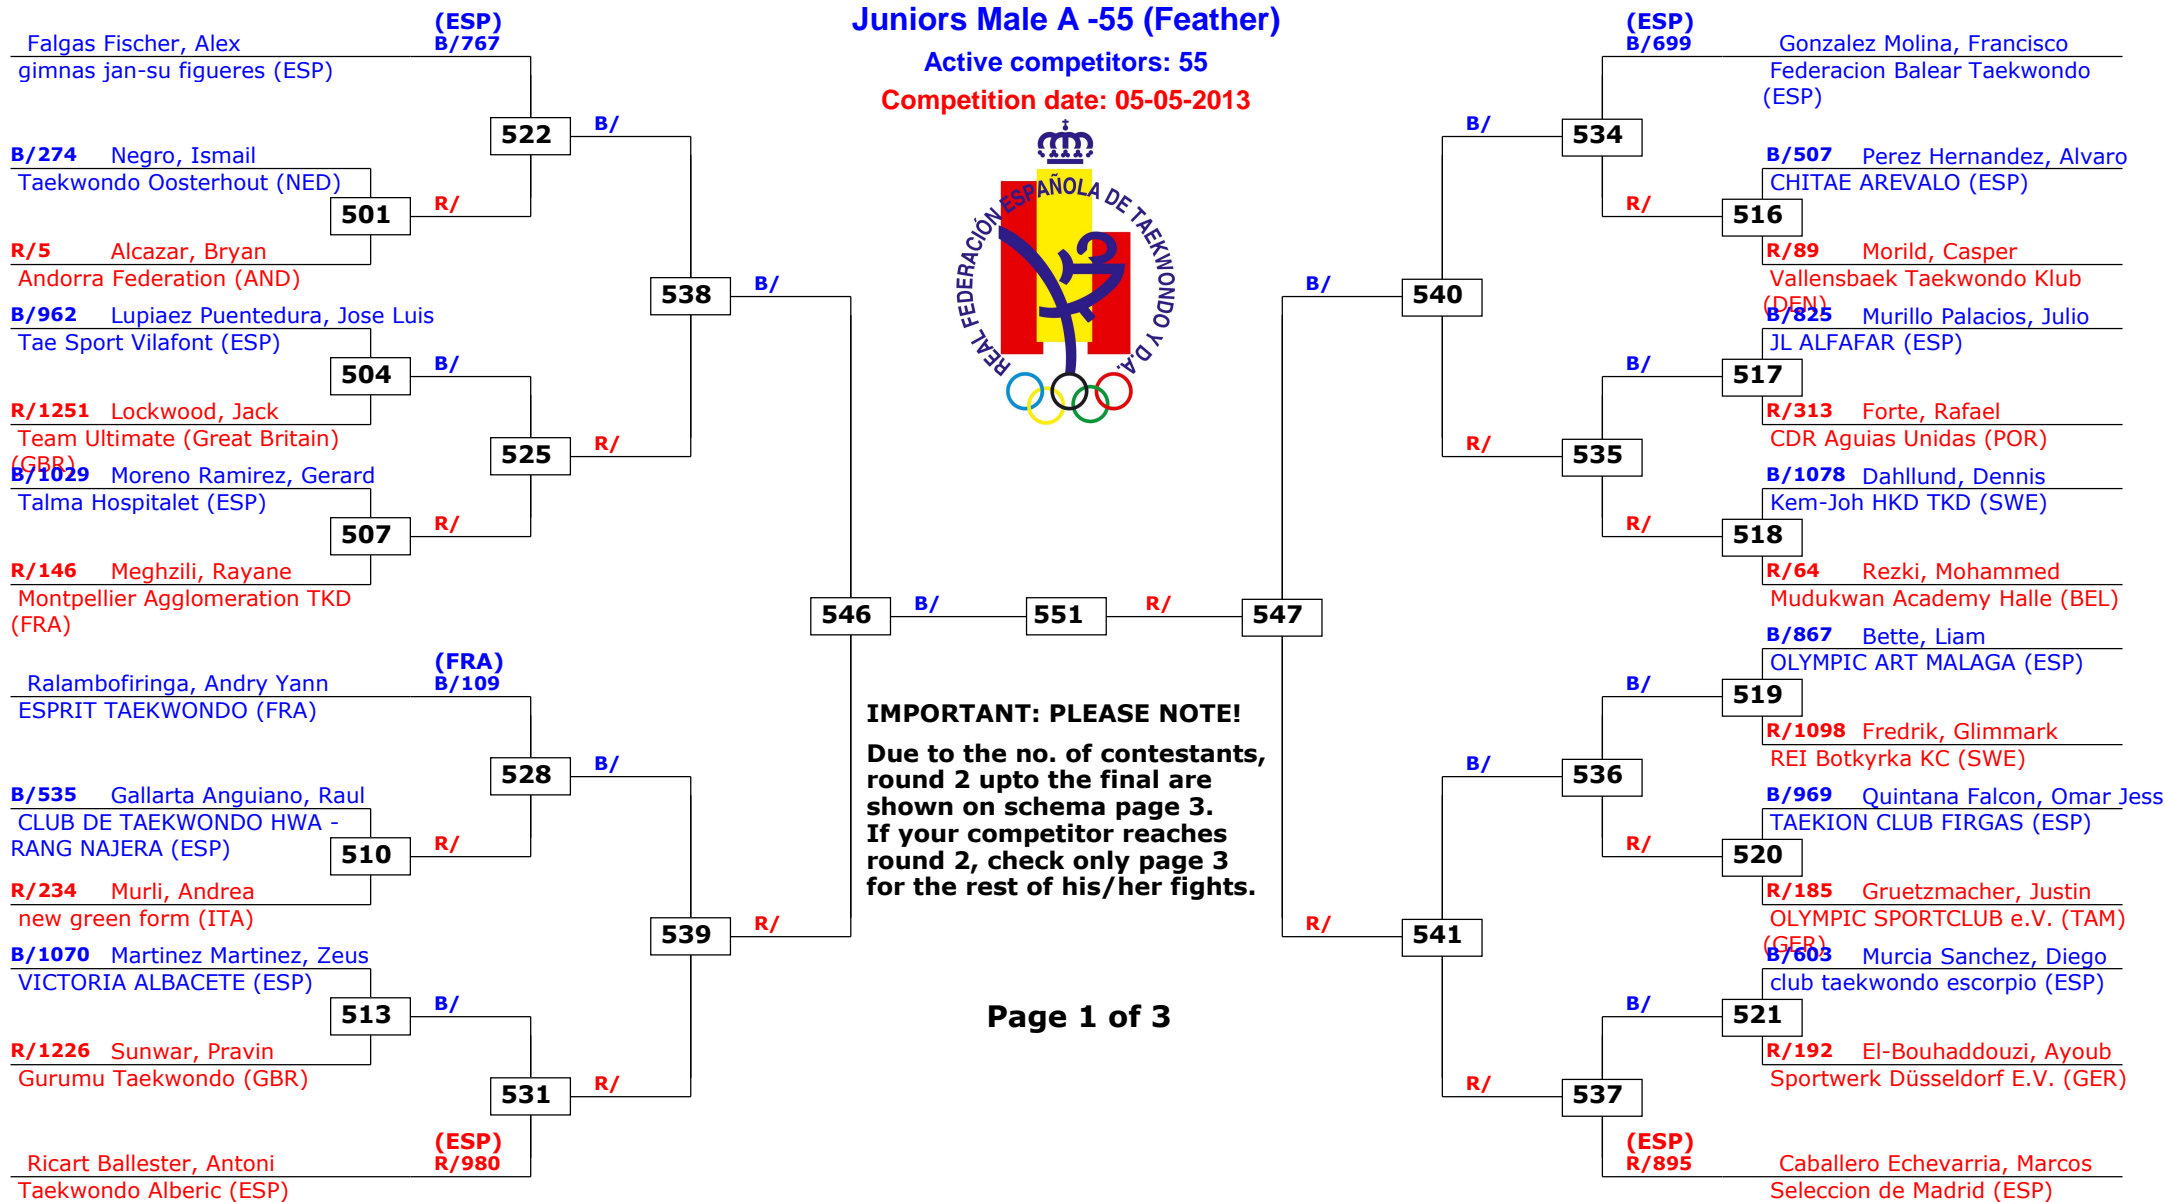 Juniors Male A -55 (Feather)
Active competitors: 55
Competition date: 05-05-2013
REAL FEDERACIÓN ESPAÑOLA DE TAEKWONDO Y D.A.
(ESP)
Falgas Fischer, Alex B/767
gimnas jan-su figueres (ESP)
522 B/
B/274 Negro, Ismail
Taekwondo Oosterhout (NED)
501 R/
R/5 Alcazar, Bryan
Andorra Federation (AND)
538 B/
B/962 Lupiaez Puentedura, Jose Luis
Tae Sport Vilafont (ESP)
504 B/
R/1251 Lockwood, Jack
Team Ultimate (Great Britain)
(GBR)
525 R/
B/1029 Moreno Ramirez, Gerard
Talma Hospitalet (ESP)
507 R/
R/146 Meghzili, Rayane
Montpellier Agglomeration TKD
(FRA)
546 B/ 551 R/ 547
(FRA)
Ralambofiringa, Andry Yann B/109
ESPRIT TAEKWONDO (FRA)
528 B/
B/535 Gallarta Anguiano, Raul
CLUB DE TAEKWONDO HWA -
RANG NAJERA (ESP)
510 R/
R/234 Murli, Andrea
new green form (ITA)
539 R/
B/1070 Martinez Martinez, Zeus
VICTORIA ALBACETE (ESP)
513 B/
R/1226 Sunwar, Pravin
Gurumu Taekwondo (GBR)
531 R/
(ESP)
Ricart Ballester, Antoni R/980
Taekwondo Alberic (ESP)
IMPORTANT: PLEASE NOTE!
Due to the no. of contestants,
round 2 upto the final are
shown on schema page 3.
If your competitor reaches
round 2, check only page 3
for the rest of his/her fights.
Page 1 of 3
(ESP)
B/699 Gonzalez Molina, Francisco
Federacion Balear Taekwondo
(ESP)
B/ 534
B/507 Perez Hernandez, Alvaro
CHITAE AREVALO (ESP)
R/ 516
R/89 Morild, Casper
Vallensbaek Taekwondo Klub
(DEN)
B/ 540
B/825 Murillo Palacios, Julio
JL ALFAFAR (ESP)
B/ 517
R/313 Forte, Rafael
CDR Aguias Unidas (POR)
R/ 535
B/1078 Dahllund, Dennis
Kem-Joh HKD TKD (SWE)
R/ 518
R/64 Rezki, Mohammed
Mudukwan Academy Halle (BEL)
B/867 Bette, Liam
OLYMPIC ART MALAGA (ESP)
B/ 519
R/1098 Fredrik, Glimmark
REI Botkyrka KC (SWE)
B/ 536
B/969 Quintana Falcon, Omar Jess
TAEKION CLUB FIRGAS (ESP)
R/ 520
R/185 Gruetzmacher, Justin
OLYMPIC SPORTCLUB e.V. (TAM)
(GER)
R/ 541
B/603 Murcia Sanchez, Diego
club taekwondo escorpio (ESP)
B/ 521
R/192 El-Bouhaddouzi, Ayoub
Sportwerk Düsseldorf E.V. (GER)
R/ 537
(ESP)
R/895 Caballero Echevarria, Marcos
Seleccion de Madrid (ESP)